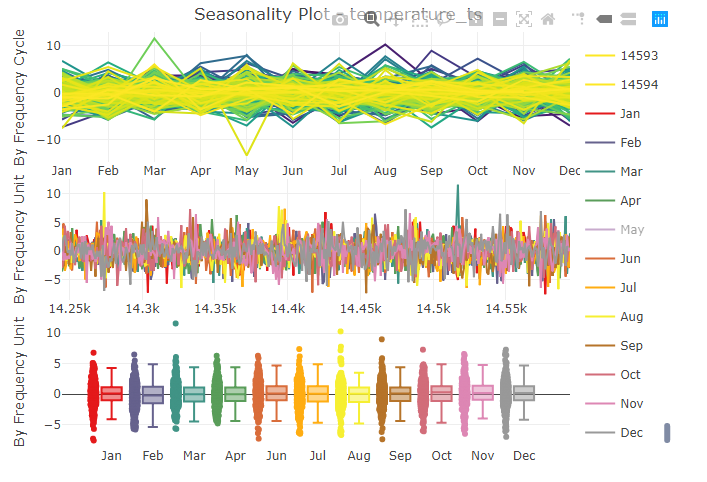 Seasonality Plot - temperature_ts
By Frequency Cycle
10
0
−10
Jan Feb Mar Apr May Jun Jul Aug Sep Oct Nov Dec
By Frequency Unit
10
5
0
−5
14.25k 14.3k 14.35k 14.4k 14.45k 14.5k 14.55k
By Frequency Unit
10
5
0
−5
Jan Feb Mar Apr Jun Jul Aug Sep Oct Nov Dec
14593
14594
Jan
Feb
Mar
Apr
May
Jun
Jul
Aug
Sep
Oct
Nov
Dec